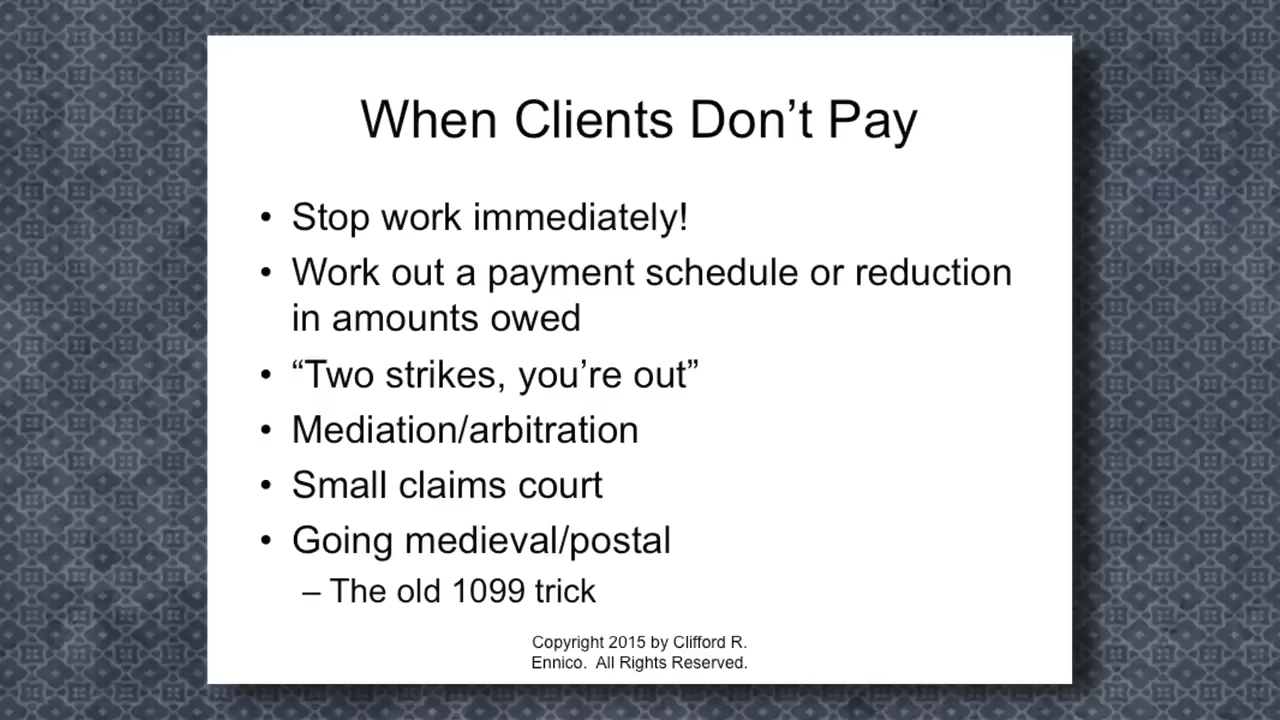 When Clients Don’t Pay
• Stop work immediately!
• Work out a payment schedule or reduction
in amounts owed
• “Two strikes, you’re out”
• Mediation/arbitration
• Small claims court
• Going medieval/postal
– The old 1099 trick
Copyright 2015 by Clifford R.
Ennico.  All Rights Reserved.